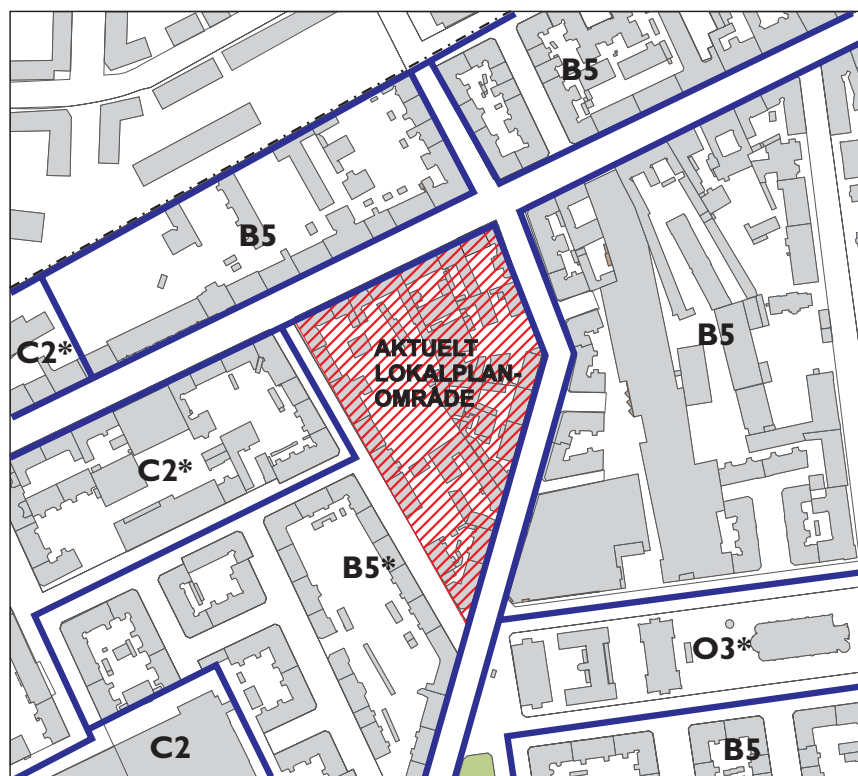 B5
B5
C2*
AKTUELT
LOKALPLAN-
OMRÅDE
B5
C2*
B5*
O3*
C2
B5